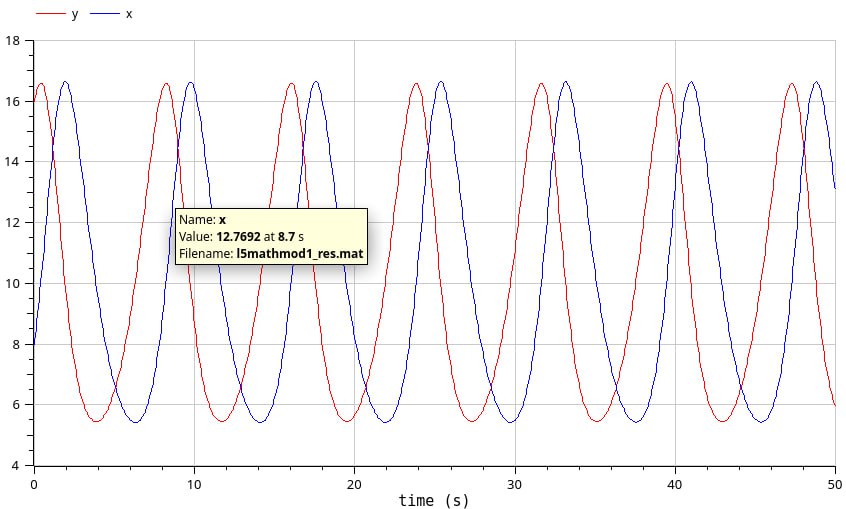 y x
18
16
14
12
10
8
6
4
Name: x
Value: 12.7692 at 8.7 s
Filename: l5mathmod1_res.mat
0 10 20 30 40 50
time (s)